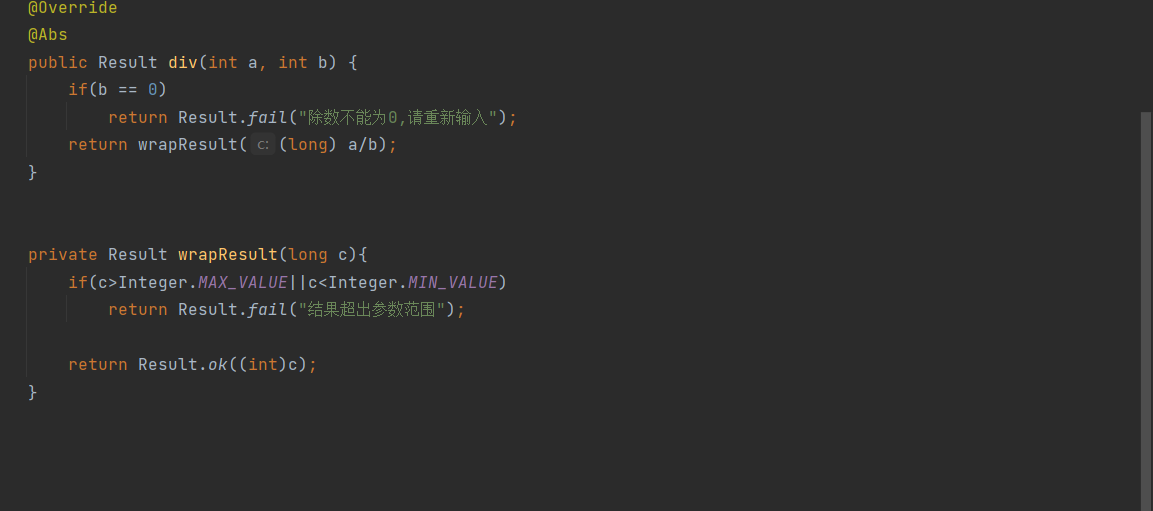 @Override
@Abs
public Result div(int a, int b) {
if(b == 0)
return Result.fail("除数不能为0,请重新输入");
return wrapResult( c: (long) a/b);
}
private Result wrapResult(long c){
if(c>Integer.MAX_VALUE||c<Integer.MIN_VALUE)
return Result.fail("结果超出参数范围");
return Result.ok((int)c);
}